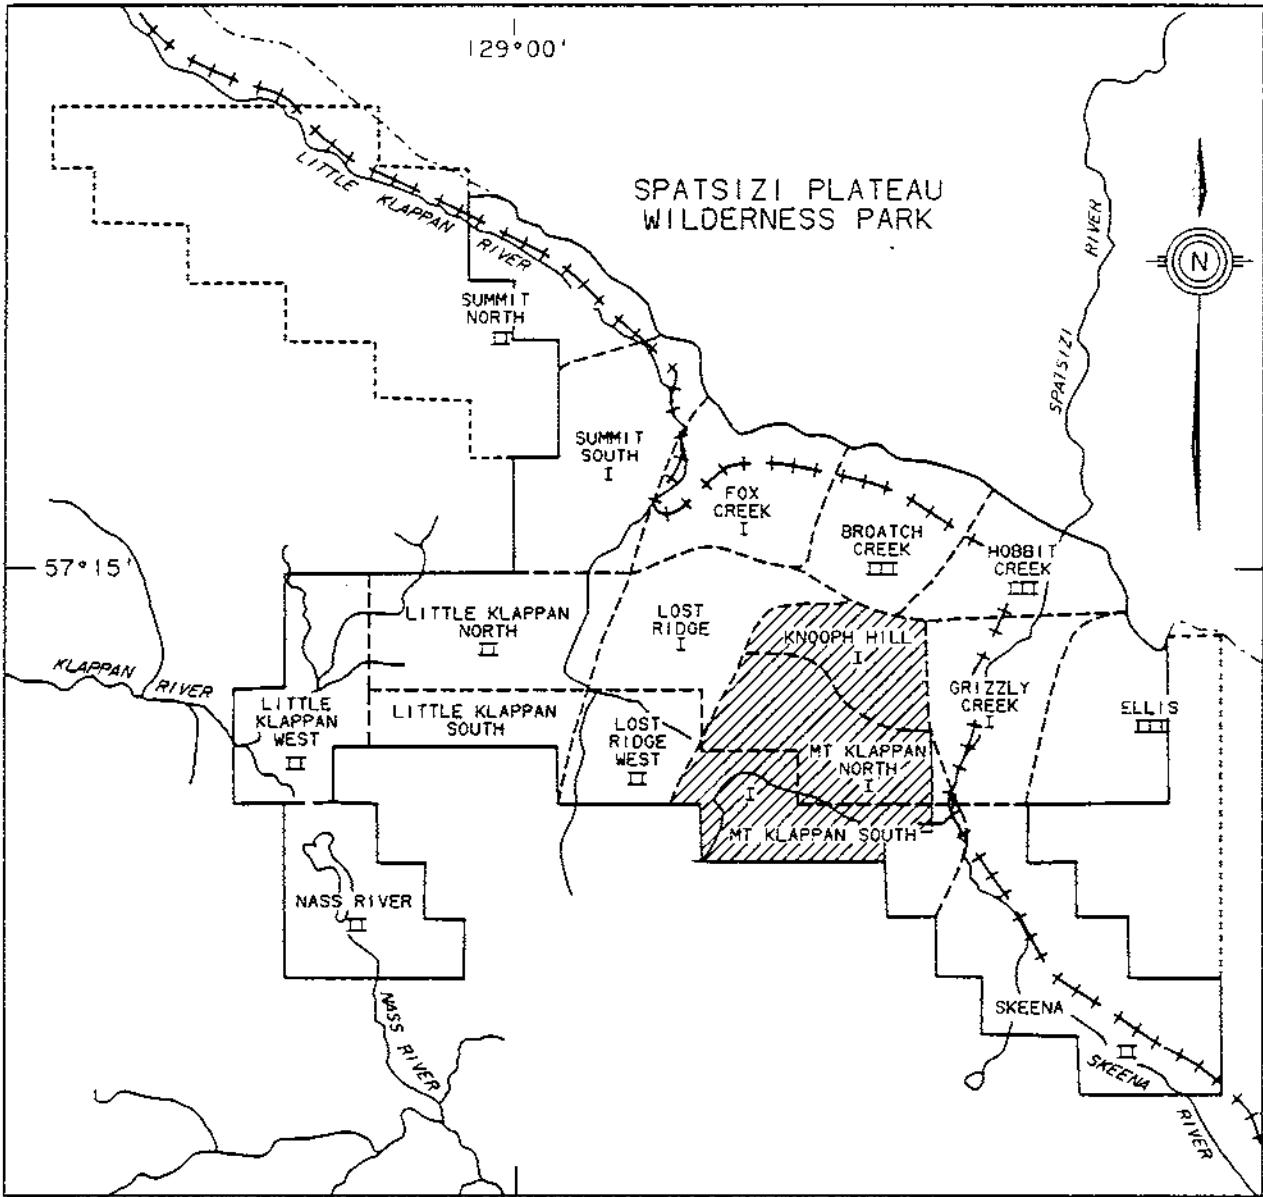 129°00'
SPATSIZI PLATEAU
WILDERNESS PARK
LITTLE KLAPPAN RIVER
SPATSIZI RIVER
N
SUMMIT
NORTH
II
SUMMIT
SOUTH
I
FOX
CREEK
I
BROATCH
CREEK
III
HOBBIT
CREEK
III
57°15'
LITTLE KLAPPAN
NORTH
II
LOST
RIDGE
I
KNOOPH HILL
I
KLAPPAN RIVER
LITTLE
KLAPPAN
WEST
II
LITTLE KLAPPAN
SOUTH
LOST
RIDGE
WEST
II
GRIZZLY
CREEK
I
ELLIS
III
MT KLAPPAN
NORTH
I
I
MT KLAPPAN SOUTH
NASS RIVER
II
NASS RIVER
SKEENA
II
SKEENA RIVER